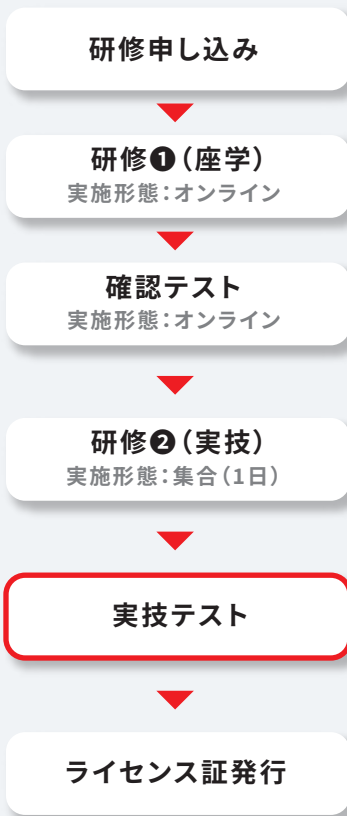 研修申し込み
研修❶（座学）
実施形態：オンライン
確認テスト
実施形態：オンライン
研修❷（実技）
実施形態：集合（1日）
実技テスト
ライセンス証発行